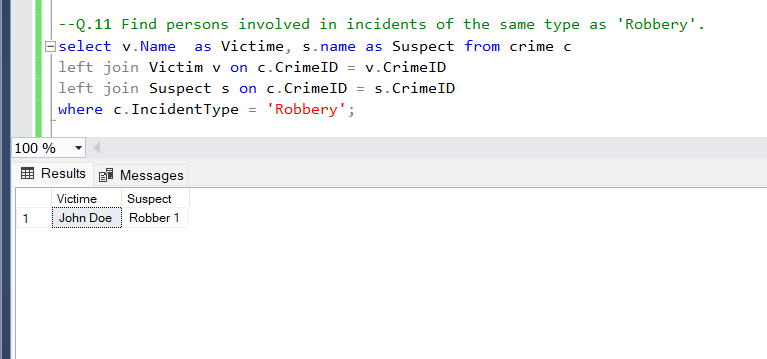 --Q.11 Find persons involved in incidents of the same type as 'Robbery'.
select v.Name  as Victime, s.name as Suspect from crime c
left join Victim v on c.CrimeID = v.CrimeID
left join Suspect s on c.CrimeID = s.CrimeID
where c.IncidentType = 'Robbery';
100 %
Results Messages
Victime Suspect
1 John Doe Robber 1